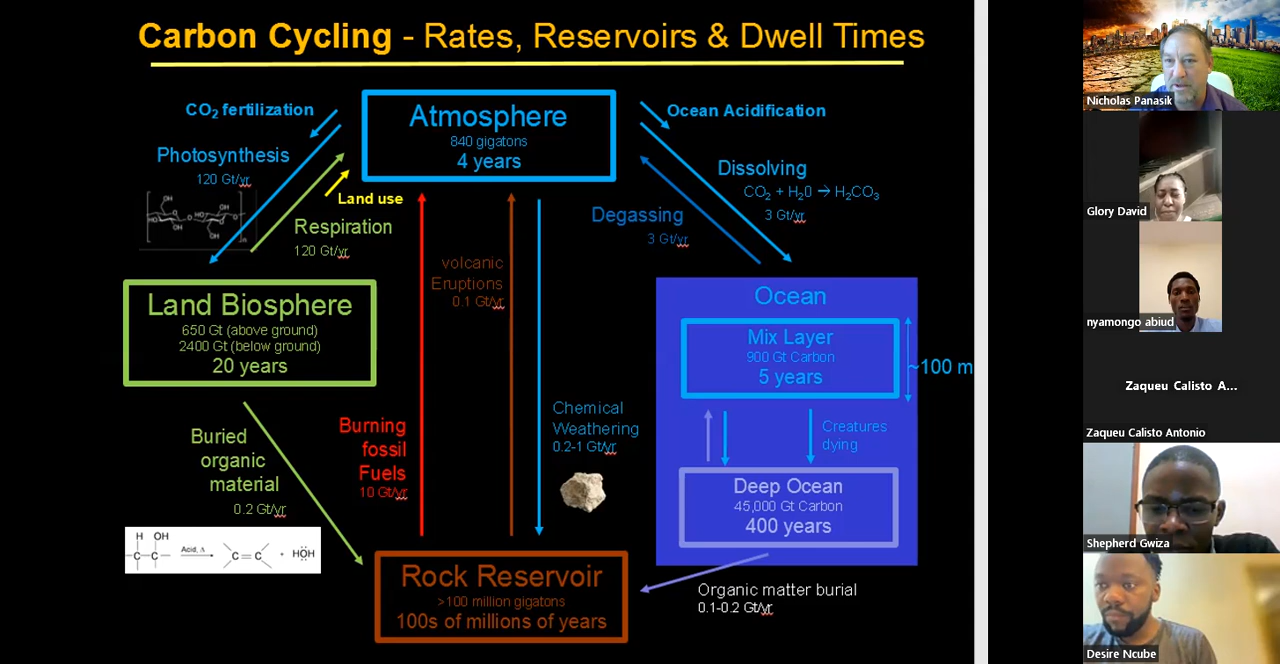 Carbon Cycling - Rates, Reservoirs & Dwell Times
CO2 fertilization
Atmosphere
840 gigatons
4 years
Ocean Acidification
Photosynthesis
120 Gt/yr
Land use
Respiration
120 Gt/yr
Dissolving
CO2 + H20 → H2CO3
3 Gt/yr
Degassing
3 Gt/yr
volcanic
Eruptions
0.1 Gt/yr
Land Biosphere
650 Gt (above ground)
2400 Gt (below ground)
20 years
Ocean
Mix Layer
900 Gt Carbon
5 years
~100 m
Buried
organic
material
0.2 Gt/yr
Burning
fossil
Fuels
10 Gt/yr
Chemical
Weathering
0.2-1 Gt/yr
Creatures
dying
Deep Ocean
45,000 Gt Carbon
400 years
H OH
C C
Acid, Δ
C=C + HÖH
Rock Reservoir
>100 million gigatons
100s of millions of years
Organic matter burial
0.1-0.2 Gt/yr
Nicholas Panasik
Glory David
nyamongo abiud
Zaqueu Calisto A...
Zaqueu Calisto Antonio
Shepherd Gwiza
Desire Ncube